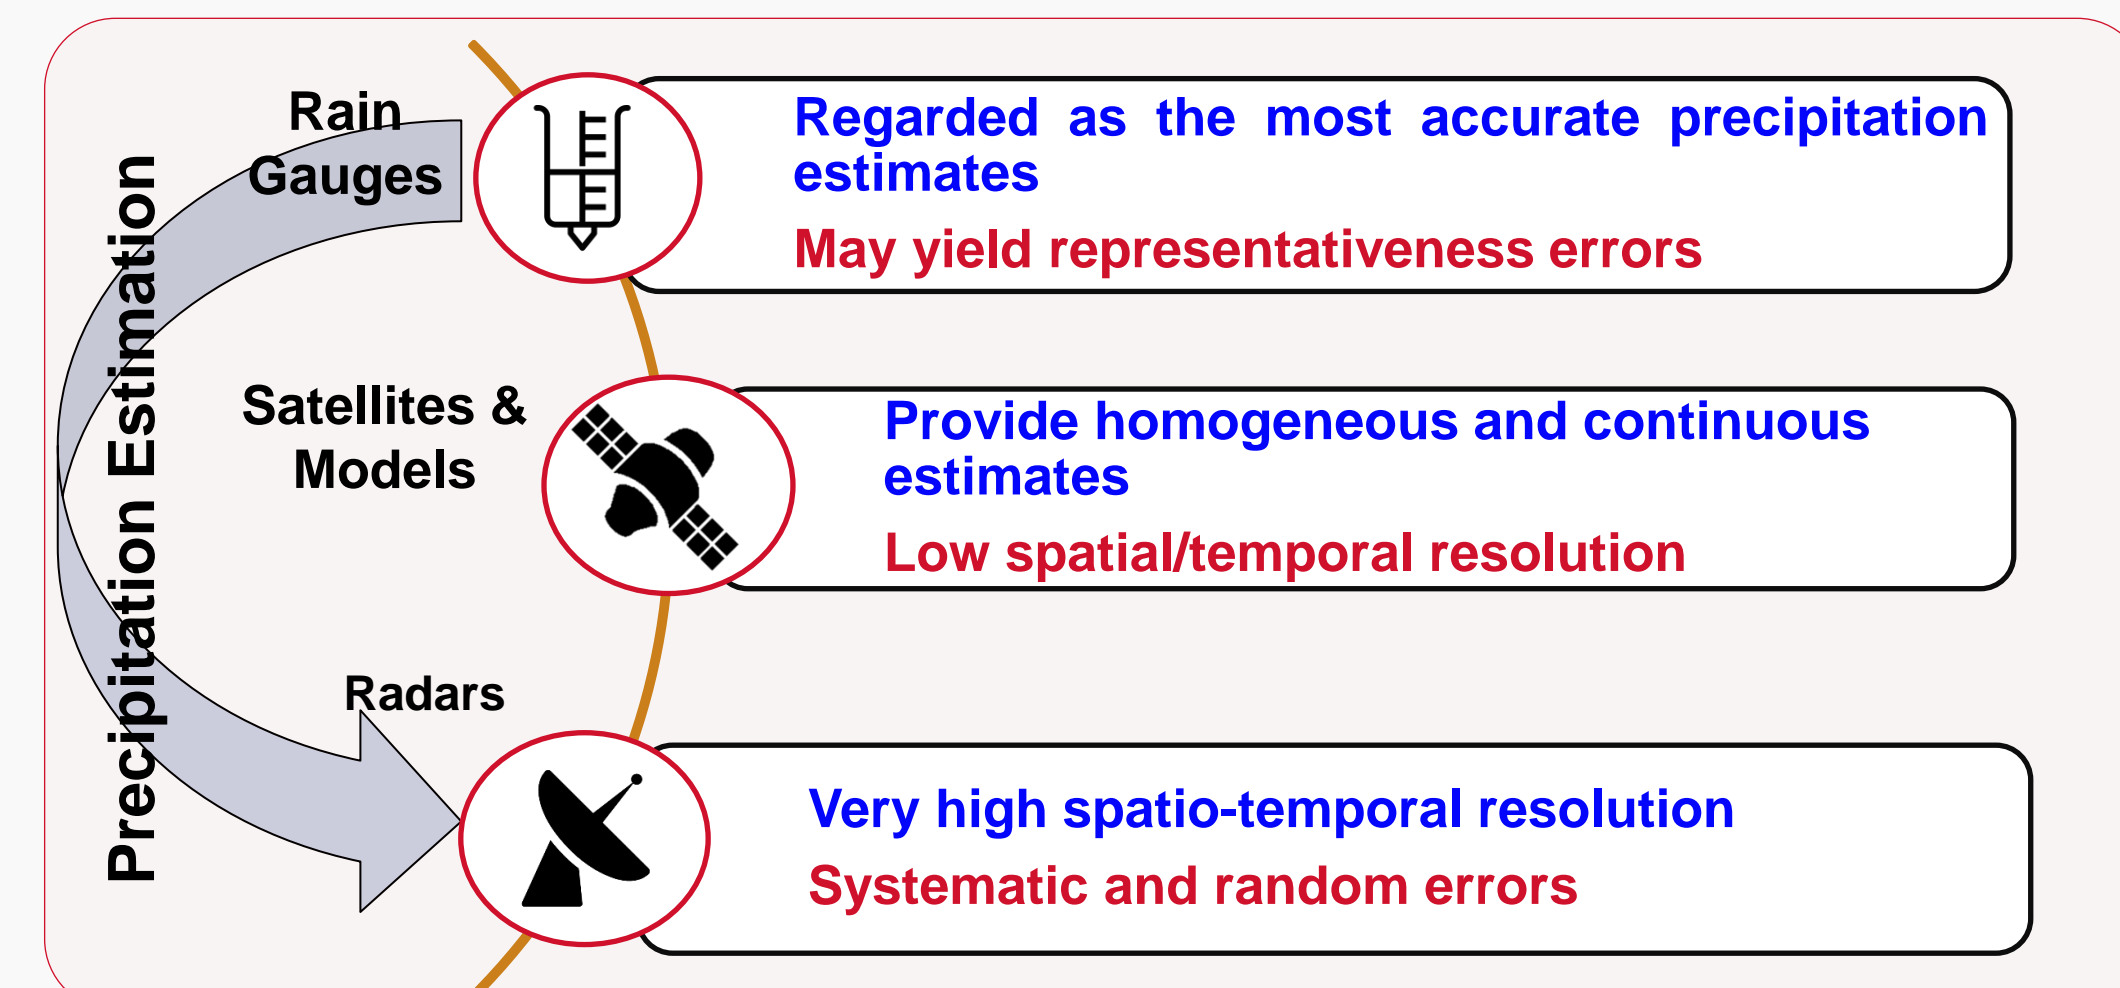 Precipitation Estimation
Rain
Gauges
Regarded as the most accurate precipitation
estimates
May yield representativeness errors
Satellites &
Models
Provide homogeneous and continuous
estimates
Low spatial/temporal resolution
Radars
Very high spatio-temporal resolution
Systematic and random errors